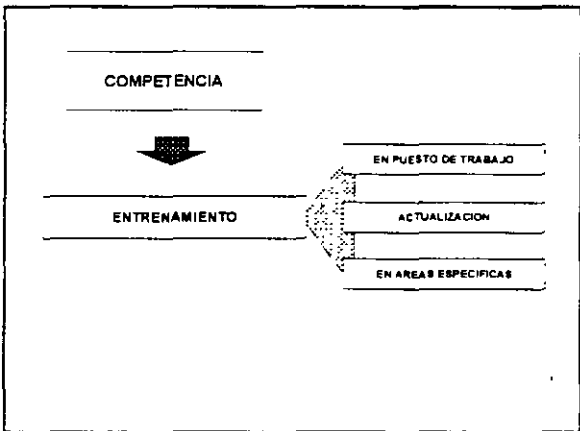 COMPETENCIA
ENTRENAMIENTO
EN PUESTO DE TRABAJO
ACTUALIZACION
EN AREAS ESPECIFICAS